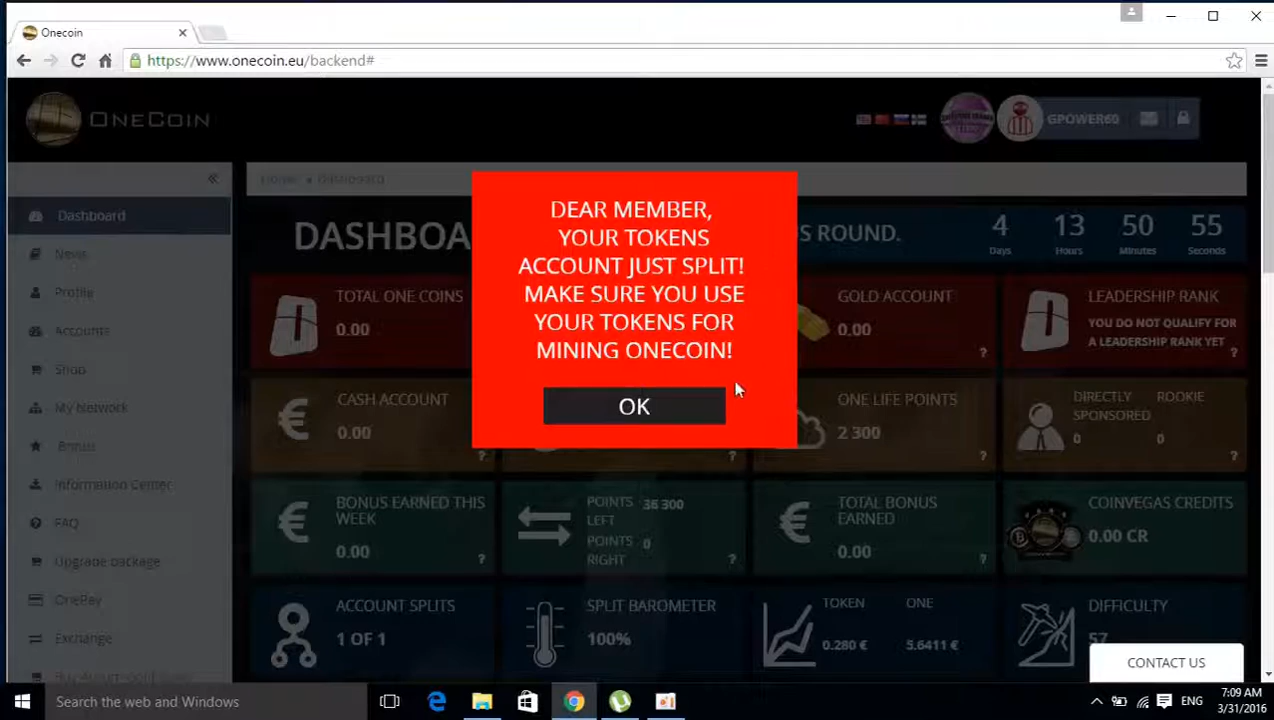 Onecoin
https://www.onecoin.eu/backend#
ONECOIN
GPOWER60
Home Dashboard
Dashboard
News
Profile
Accounts
Shop
My Network
Bonus
Information Center
FAQ
Upgrade package
OnePay
Exchange
DASHBOA
S ROUND.
4 13 50 55
Days Hours Minutes Seconds
DEAR MEMBER,
YOUR TOKENS
ACCOUNT JUST SPLIT!
MAKE SURE YOU USE
YOUR TOKENS FOR
MINING ONECOIN!
OK
TOTAL ONE COINS
0.00
GOLD ACCOUNT
0.00
?
LEADERSHIP RANK
YOU DO NOT QUALIFY FOR
A LEADERSHIP RANK YET
?
CASH ACCOUNT
0.00
?
?
ONE LIFE POINTS
2 300
?
DIRECTLY
SPONSORED
0
ROOKIE
0
?
BONUS EARNED THIS
WEEK
0.00
?
POINTS
LEFT
36 300
POINTS
RIGHT
0
?
TOTAL BONUS
EARNED
0.00
?
COINVEGAS CREDITS
0.00 CR
ACCOUNT SPLITS
1 OF 1
SPLIT BAROMETER
100%
TOKEN
0.280 €
ONE
5.6411 €
DIFFICULTY
57
CONTACT US
Search the web and Windows
ENG
7:09 AM
3/31/2016